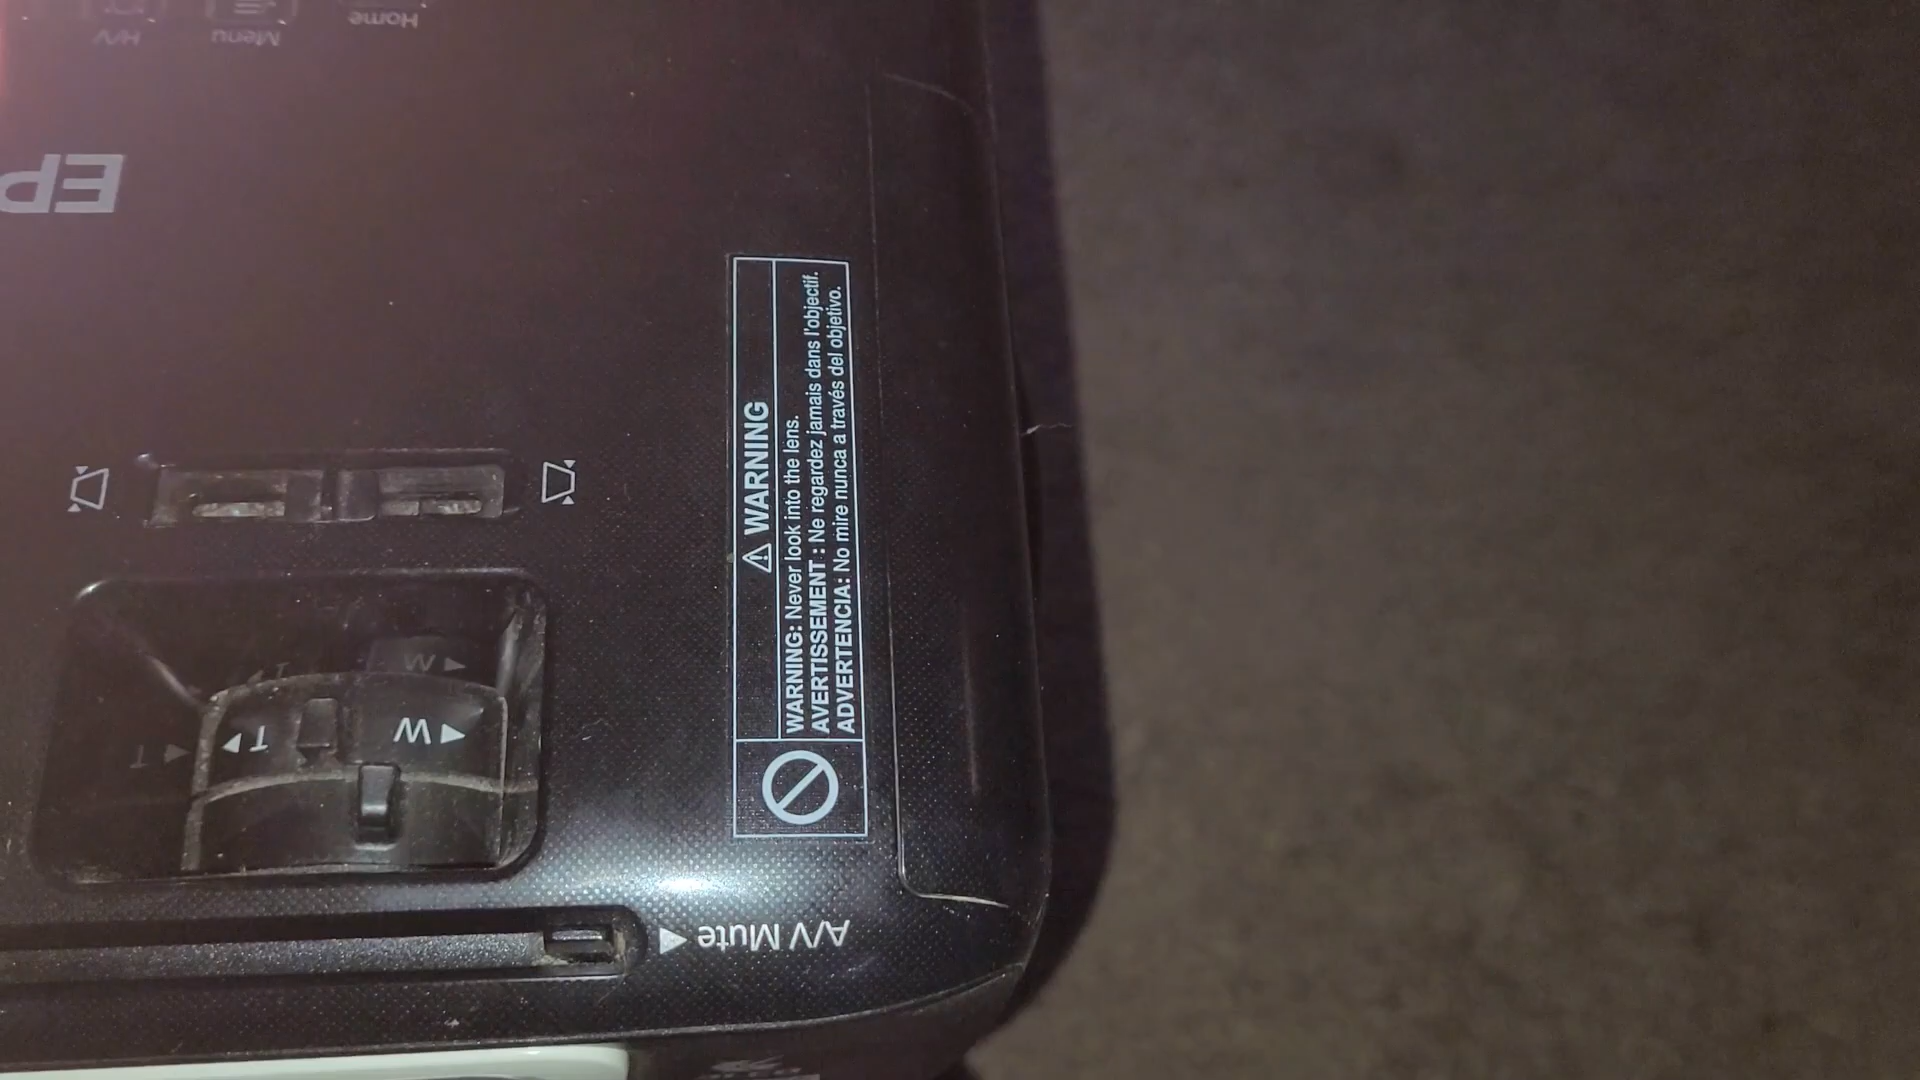 Home
Menu
H/V
EP
⚠ WARNING
WARNING: Never look into the lens.
AVERTISSEMENT : Ne regardez jamais dans l'objectif.
ADVERTENCIA: No mire nunca a través del objetivo.
W
T
W
T
A/V Mute